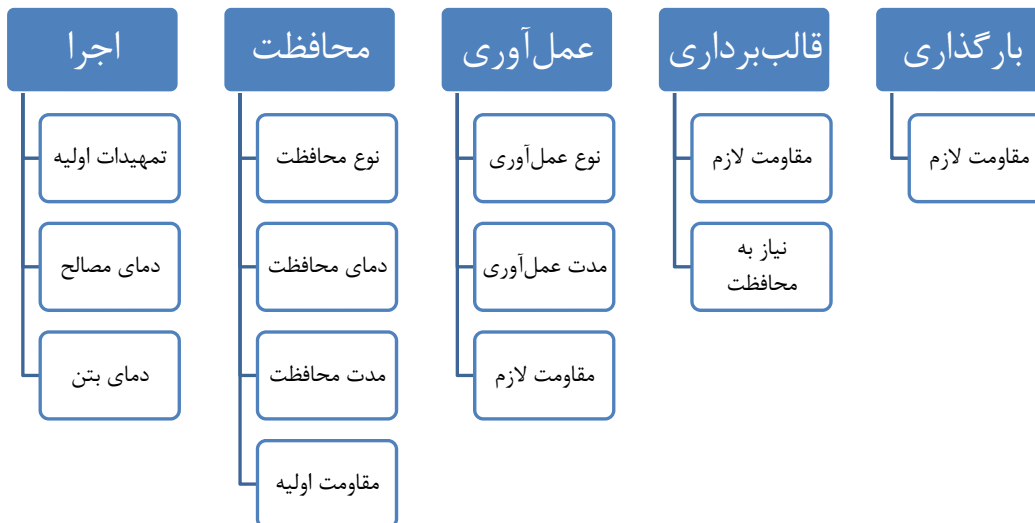 اجرا
تمهیدات اولیه
دمای مصالح
دمای بتن
محافظت
نوع محافظت
دمای محافظت
مدت محافظت
مقاومت اولیه
عمل‌آوری
نوع عمل‌آوری
مدت عمل‌آوری
مقاومت لازم
قالب‌برداری
مقاومت لازم
نیاز به
محافظت
بارگذاری
مقاومت لازم